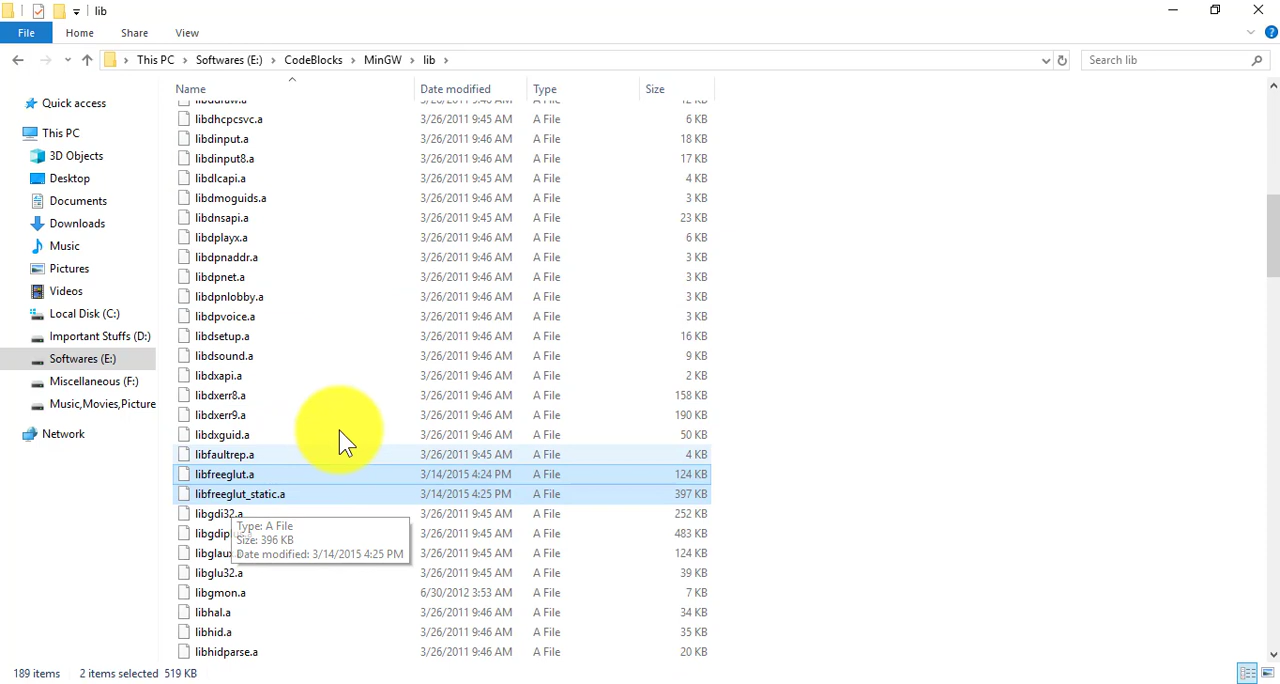 lib
File Home Share View
This PC Softwares (E:) CodeBlocks MinGW lib Search lib
Name Date modified Type Size
Quick access
This PC
3D Objects
Desktop
Documents
Downloads
Music
Pictures
Videos
Local Disk (C:)
Important Stuffs (D:)
Softwares (E:)
Miscellaneous (F:)
Music,Movies,Picture
Network
libddraw.a 3/26/2011 9:46 AM A File 12 KB
libdhcpcsvc.a 3/26/2011 9:45 AM A File 6 KB
libdinput.a 3/26/2011 9:46 AM A File 18 KB
libdinput8.a 3/26/2011 9:46 AM A File 17 KB
libdlcapi.a 3/26/2011 9:45 AM A File 4 KB
libdmoguids.a 3/26/2011 9:46 AM A File 3 KB
libdnsapi.a 3/26/2011 9:45 AM A File 23 KB
libdplayx.a 3/26/2011 9:46 AM A File 6 KB
libdpnaddr.a 3/26/2011 9:46 AM A File 3 KB
libdpnet.a 3/26/2011 9:46 AM A File 3 KB
libdpnlobby.a 3/26/2011 9:46 AM A File 3 KB
libdpvoice.a 3/26/2011 9:46 AM A File 3 KB
libdsetup.a 3/26/2011 9:46 AM A File 16 KB
libdsound.a 3/26/2011 9:46 AM A File 9 KB
libdxapi.a 3/26/2011 9:46 AM A File 2 KB
libdxerr8.a 3/26/2011 9:46 AM A File 158 KB
libdxerr9.a 3/26/2011 9:46 AM A File 190 KB
libdxguid.a 3/26/2011 9:46 AM A File 50 KB
libfaultrep.a 3/26/2011 9:45 AM A File 4 KB
libfreeglut.a 3/14/2015 4:24 PM A File 124 KB
libfreeglut_static.a 3/14/2015 4:25 PM A File 397 KB
libgdi32.a 3/26/2011 9:45 AM A File 252 KB
libgdiplus.a 3/26/2011 9:46 AM A File 483 KB
libglaux 3/26/2011 9:45 AM A File 124 KB
libglu32.a 3/26/2011 9:45 AM A File 39 KB
libgmon.a 6/30/2012 3:53 AM A File 7 KB
libhal.a 3/26/2011 9:46 AM A File 34 KB
libhid.a 3/26/2011 9:46 AM A File 35 KB
libhidparse.a 3/26/2011 9:46 AM A File 20 KB
Type: A File
Size: 396 KB
Date modified: 3/14/2015 4:25 PM
189 items 2 items selected 519 KB